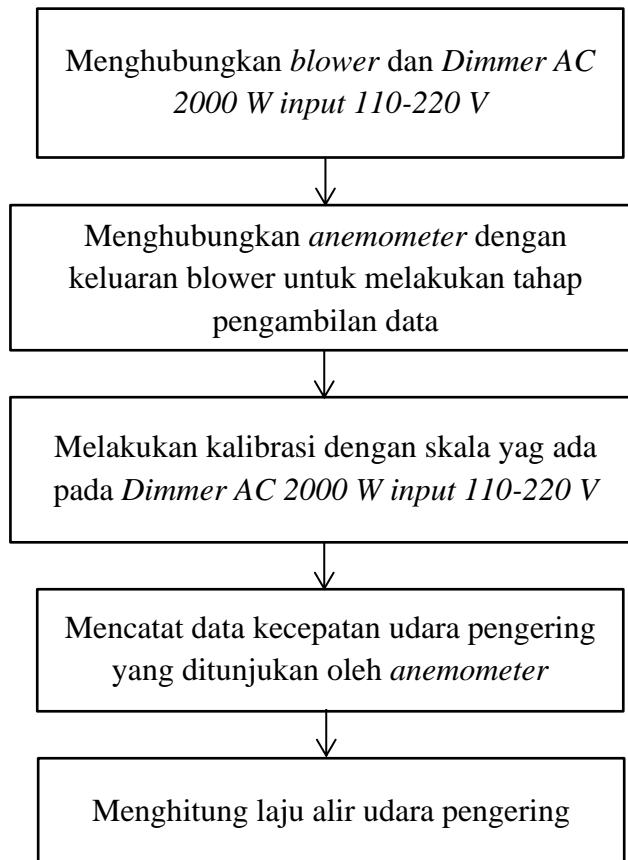 Menghubungkan blower dan Dimmer AC
2000 W input 110-220 V
Menghubungkan anemometer dengan
keluaran blower untuk melakukan tahap
pengambilan data
Melakukan kalibrasi dengan skala yag ada
pada Dimmer AC 2000 W input 110-220 V
Mencatat data kecepatan udara pengering
yang ditunjukan oleh anemometer
Menghitung laju alir udara pengering